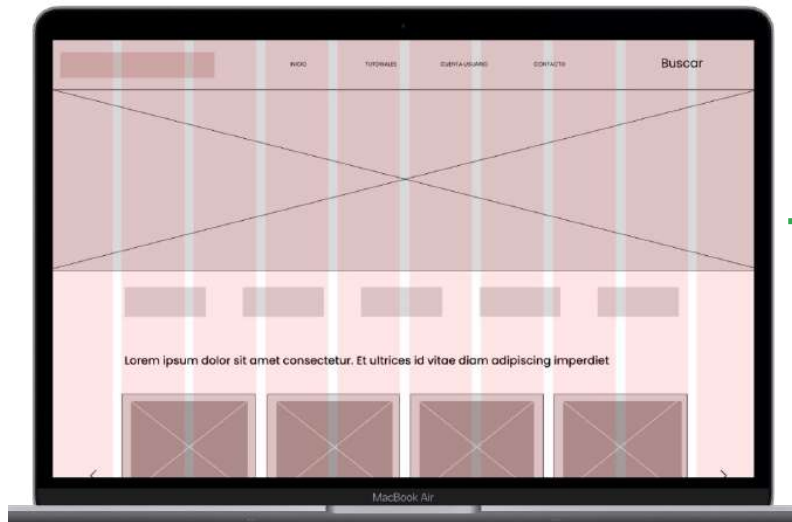 INICIO
TUTORIALES
CUENTA USUARIO
CONTACTO
Buscar
Lorem ipsum dolor sit amet consectetur. Et ultrices id vitae diam adipiscing imperdiet
MacBook Air